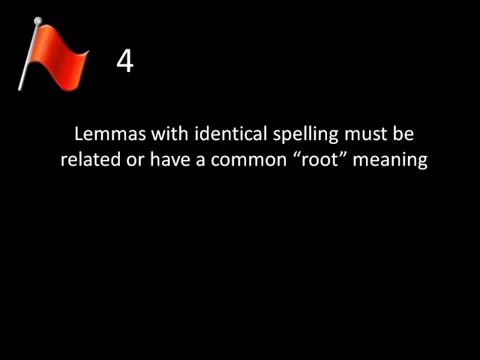 4
Lemmas with identical spelling must be
related or have a common “root” meaning